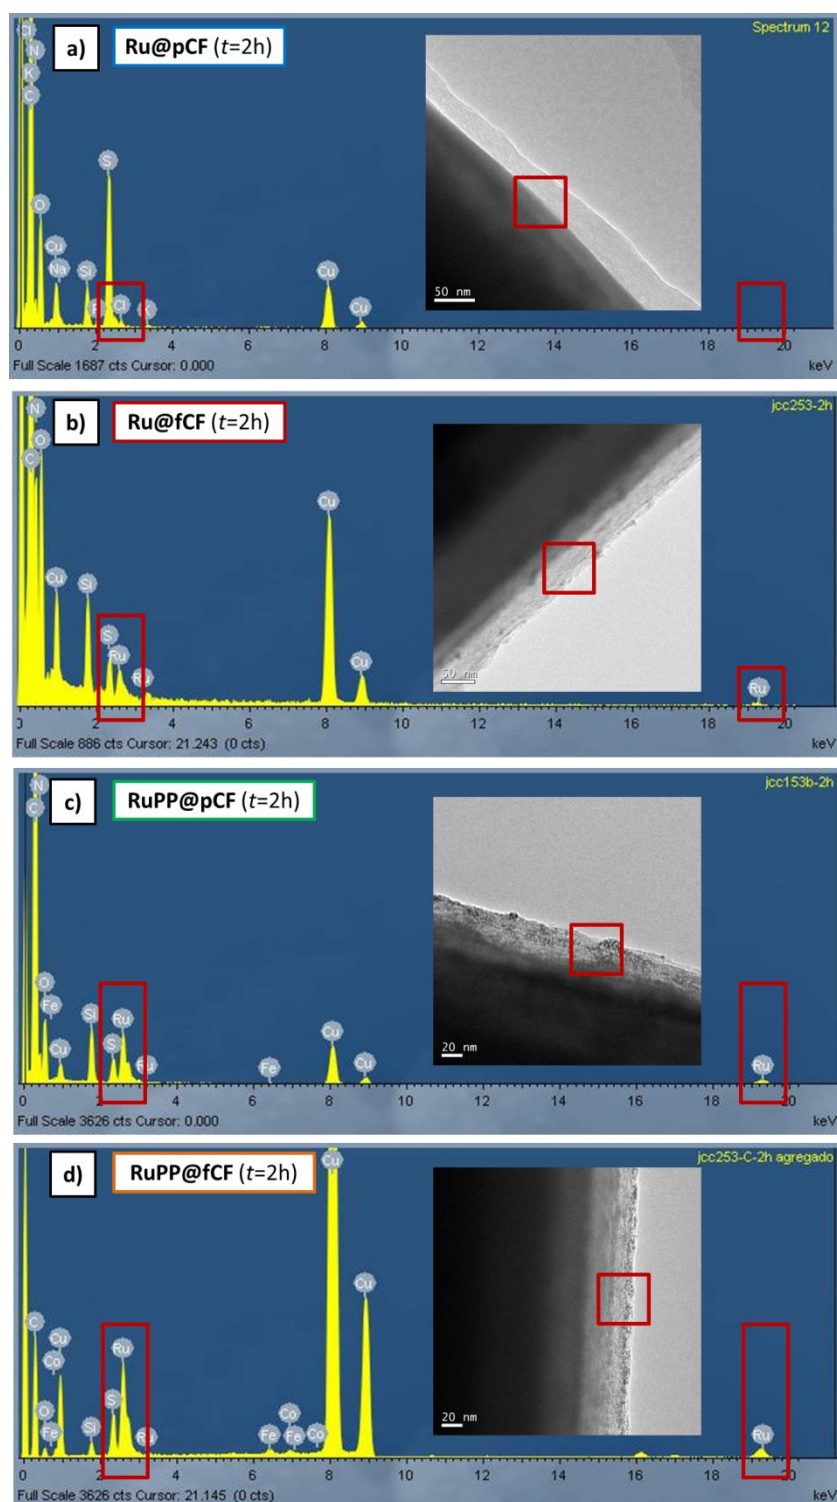 a)
Ru@pCF (t=2h)
Spectrum 12
Cl
N
K
C
S
O
Cu
Na
Si
Cl
K
Cu
Cu
50 nm
0 2 4 6 8 10 12 14 16 18 20
Full Scale 1687 cts Cursor: 0.000
keV
b)
Ru@fCF (t=2h)
jcc253-2h
N
O
C
Cu
Si
S
Ru
Ru
Cu
Cu
Ru
50 nm
0 2 4 6 8 10 12 14 16 18 20
Full Scale 886 cts Cursor: 21.243 (0 cts)
keV
c)
RuPP@pCF (t=2h)
jcc153b-2h
N
C
O
Fe
Cu
Si
S
Ru
Ru
Fe
Cu
Cu
Ru
20 nm
0 2 4 6 8 10 12 14 16 18 20
Full Scale 3626 cts Cursor: 0.000
keV
d)
RuPP@fCF (t=2h)
jcc253-C-2h agregado
Cu
Cu
C
Cu
Co
O
Fe
Si
S
Ru
Ru
Fe
Co
Fe
Co
Ru
20 nm
0 2 4 6 8 10 12 14 16 18 20
Full Scale 3626 cts Cursor: 21.145 (0 cts)
keV